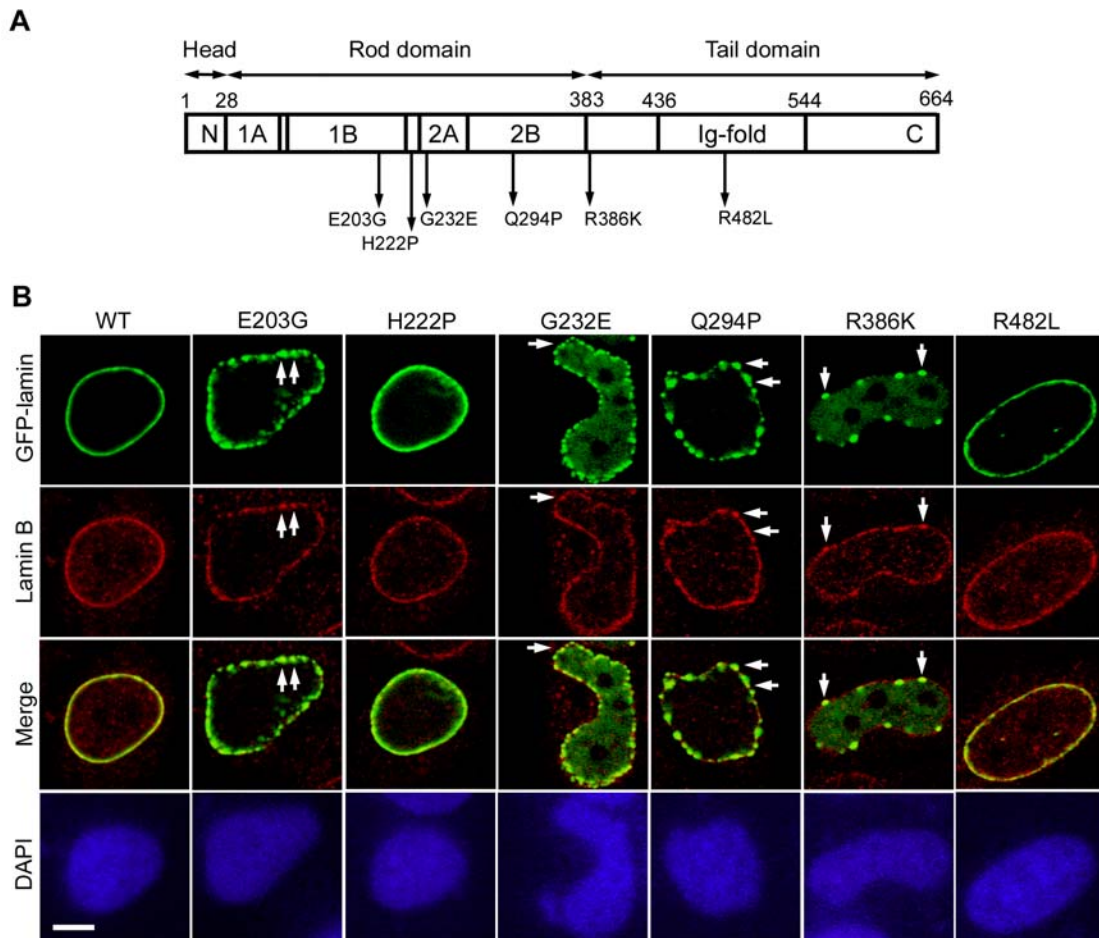 A
Head Rod domain Tail domain
1 28 383 436 544 664
N 1A 1B 2A 2B Ig-fold C
E203G G232E Q294P R386K R482L
H222P
B
WT E203G H222P G232E Q294P R386K R482L
GFP-lamin
Lamin B
Merge
DAPI